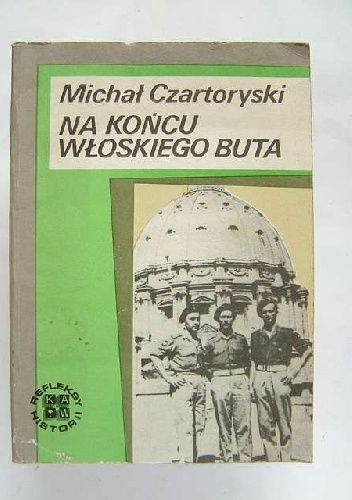 Michał Czartoryski
NA KOŃCU
WŁOSKIEGO BUTA
REFLEKSY
KAW
HISTORII